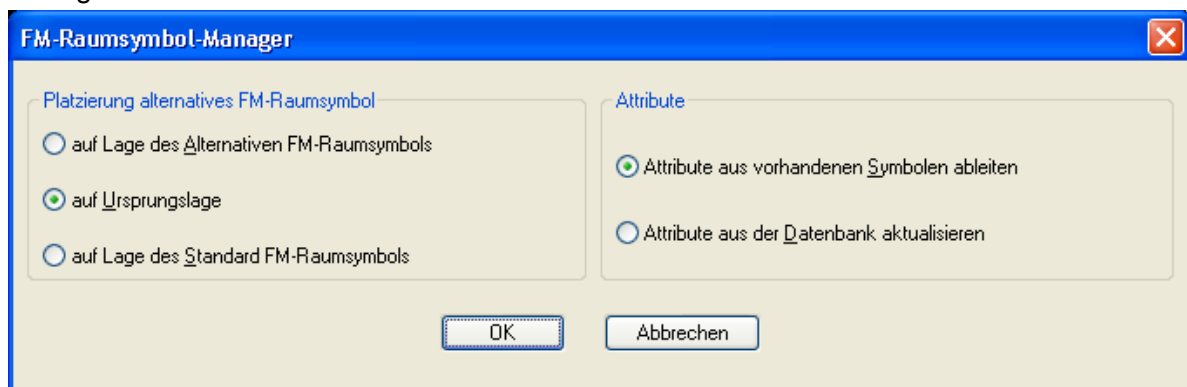 FM-Raumsymbol-Manager
Platzierung alternatives FM-Raumsymbol
auf Lage des Alternativen FM-Raumsymbols
auf Ursprungslage
auf Lage des Standard FM-Raumsymbols
Attribute
Attribute aus vorhandenen Symbolen ableiten
Attribute aus der Datenbank aktualisieren
OK
Abbrechen